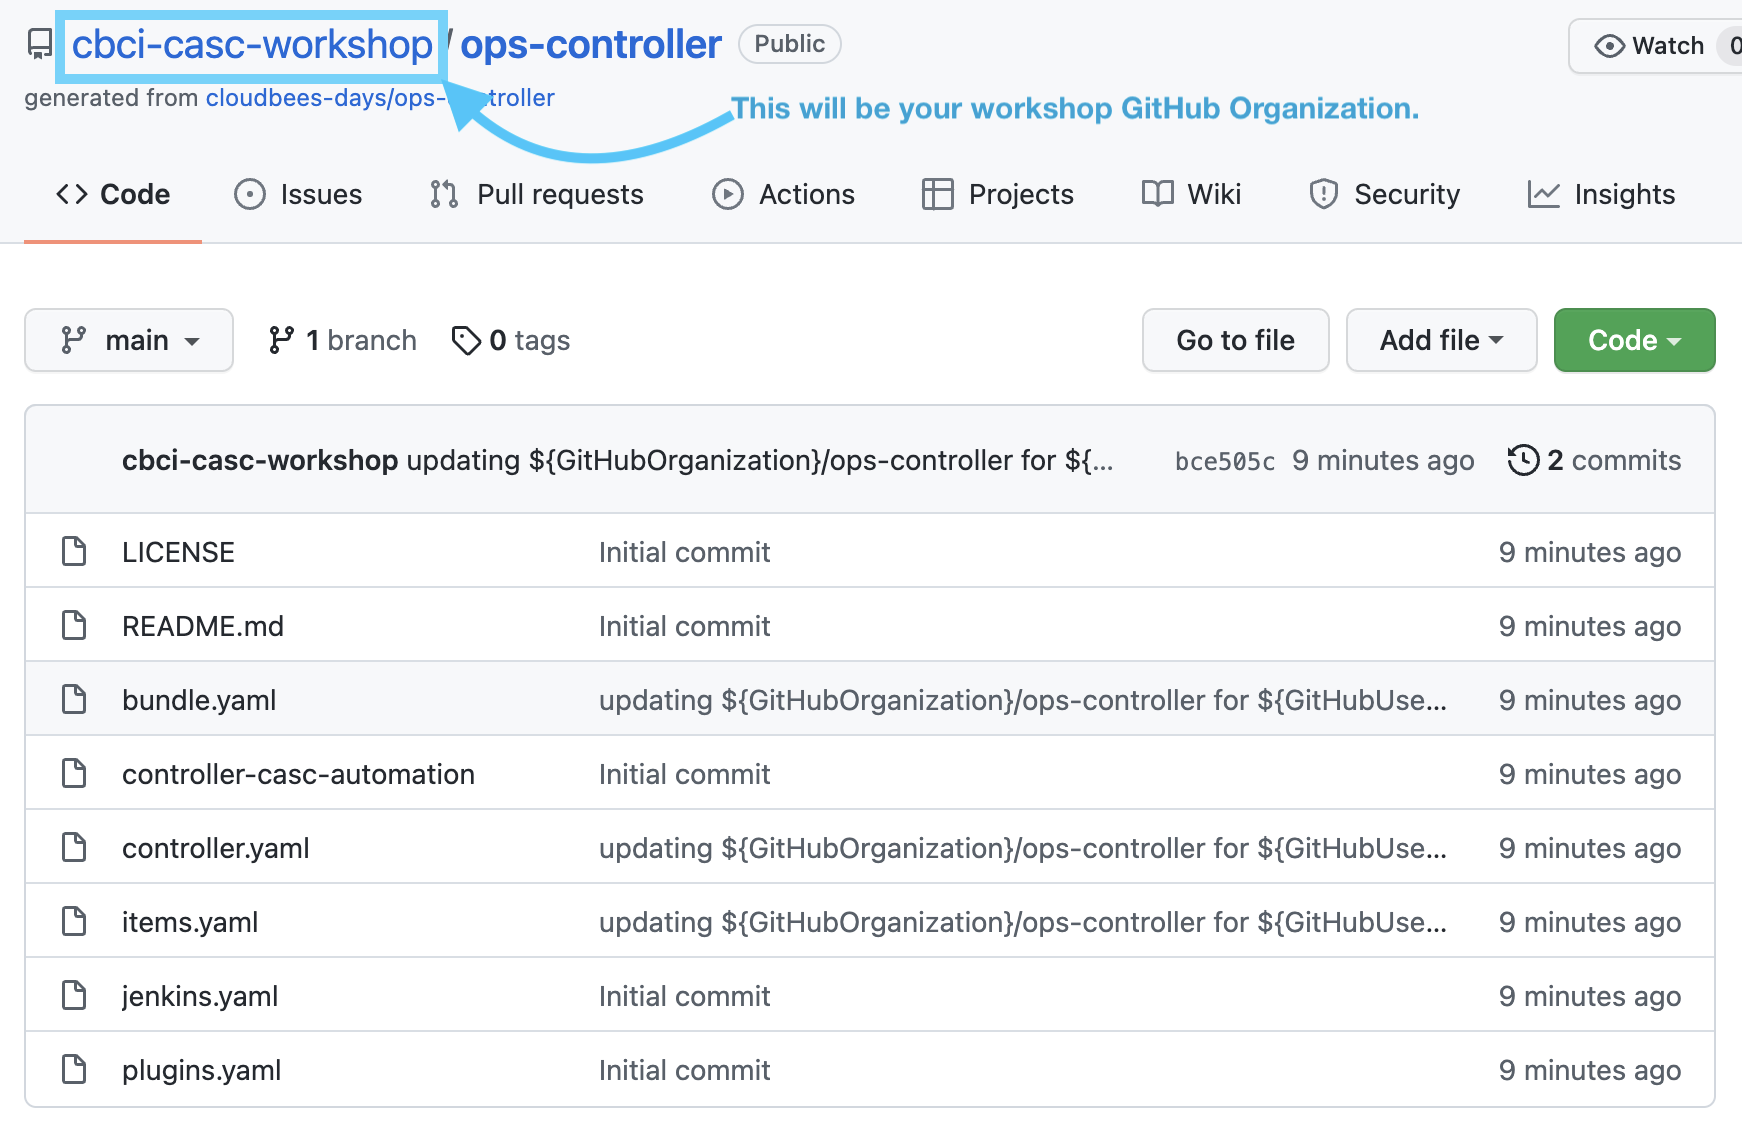 cbci-casc-workshop / ops-controller Public Watch 0
generated from cloudbees-days/ops-controller
This will be your workshop GitHub Organization.
Code Issues Pull requests Actions Projects Wiki Security Insights
main 1 branch 0 tags Go to file Add file Code
cbci-casc-workshop updating ${GitHubOrganization}/ops-controller for ${... bce505c 9 minutes ago 2 commits
LICENSE Initial commit 9 minutes ago
README.md Initial commit 9 minutes ago
bundle.yaml updating ${GitHubOrganization}/ops-controller for ${GitHubUse... 9 minutes ago
controller-casc-automation Initial commit 9 minutes ago
controller.yaml updating ${GitHubOrganization}/ops-controller for ${GitHubUse... 9 minutes ago
items.yaml updating ${GitHubOrganization}/ops-controller for ${GitHubUse... 9 minutes ago
jenkins.yaml Initial commit 9 minutes ago
plugins.yaml Initial commit 9 minutes ago